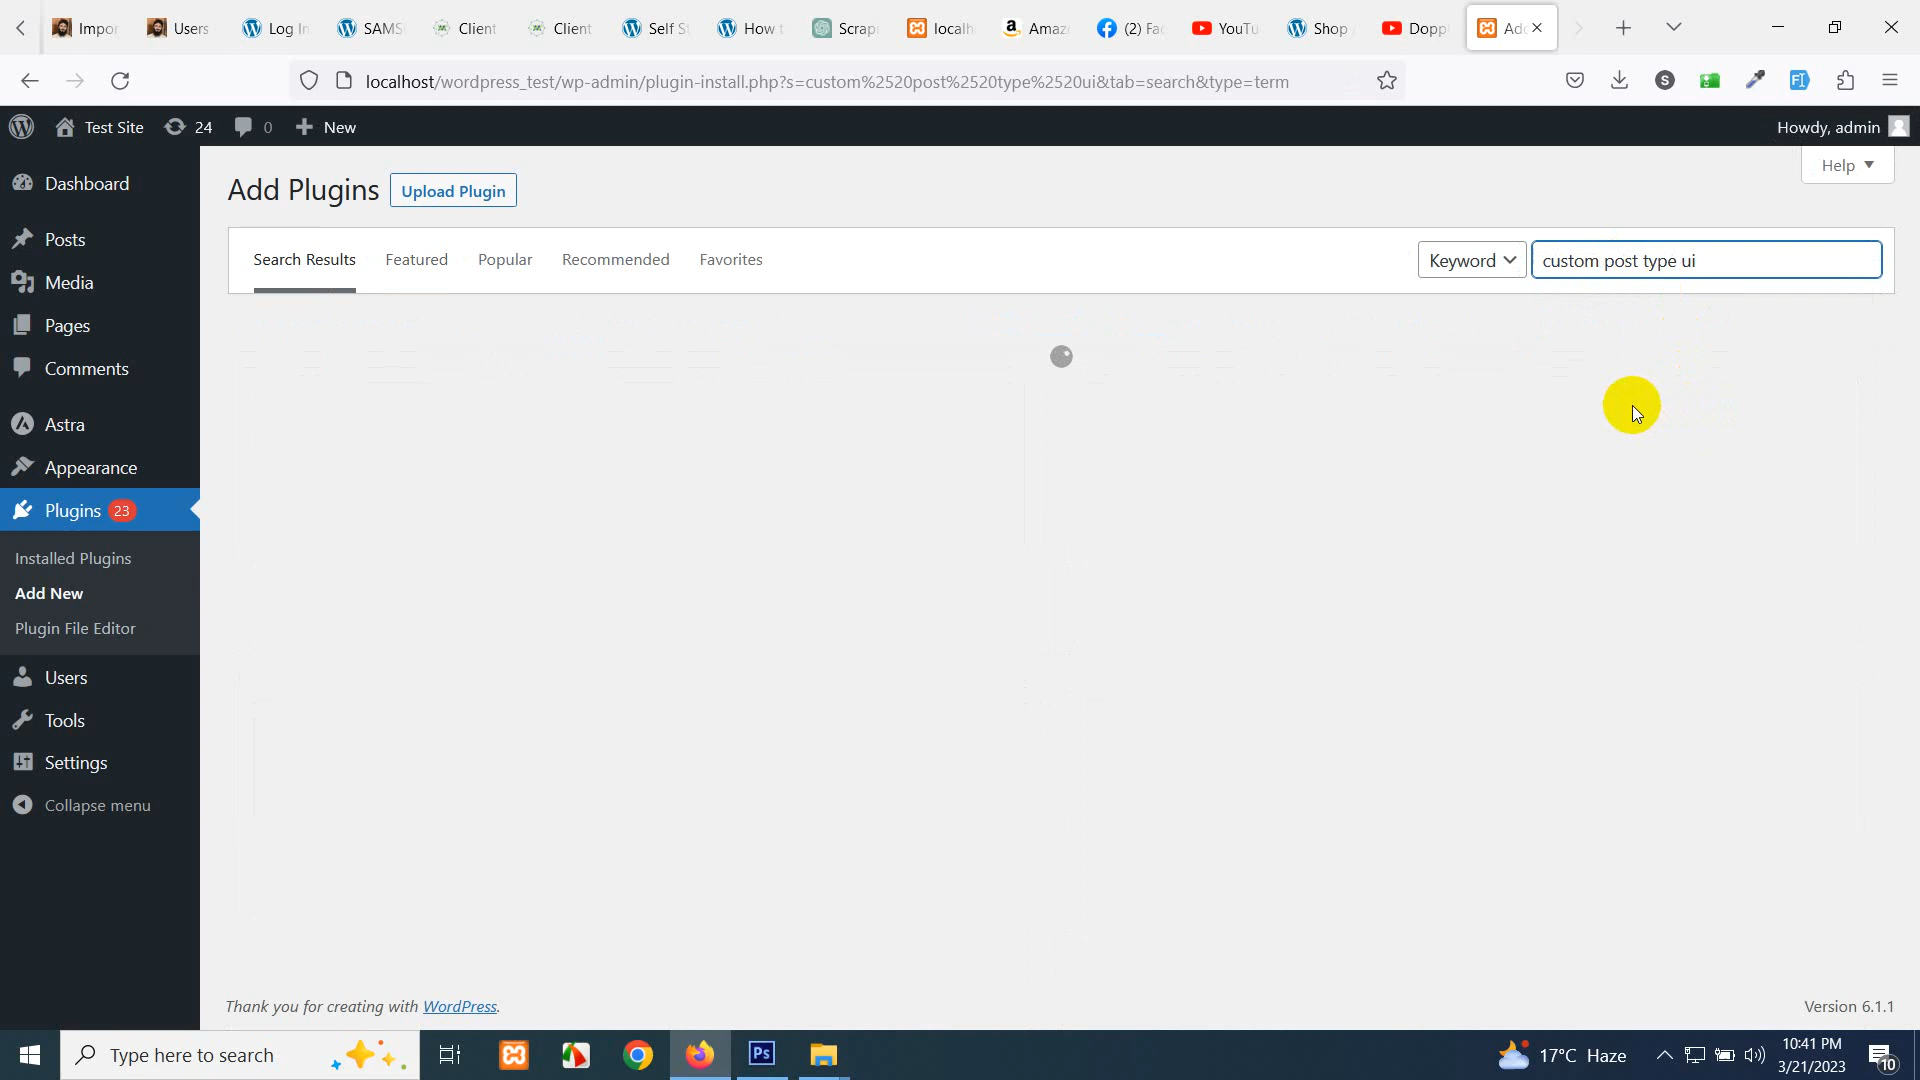 Impor
Users
Log In
SAMS
Client
Client
Self S
How t
Scrap
localh
Amaz
(2) Fa
YouTu
Shop
Dopp
Ad
localhost/wordpress_test/wp-admin/plugin-install.php?s=custom%2520post%2520type%2520ui&tab=search&type=term
Test Site
24
0
New
Howdy, admin
Help
Dashboard
Posts
Media
Pages
Comments
Astra
Appearance
Plugins 23
Installed Plugins
Add New
Plugin File Editor
Users
Tools
Settings
Collapse menu
Add Plugins
Upload Plugin
Search Results
Featured
Popular
Recommended
Favorites
Keyword
custom post type ui
Thank you for creating with WordPress.
Version 6.1.1
Type here to search
Ps
17°C Haze
10:41 PM
3/21/2023
10